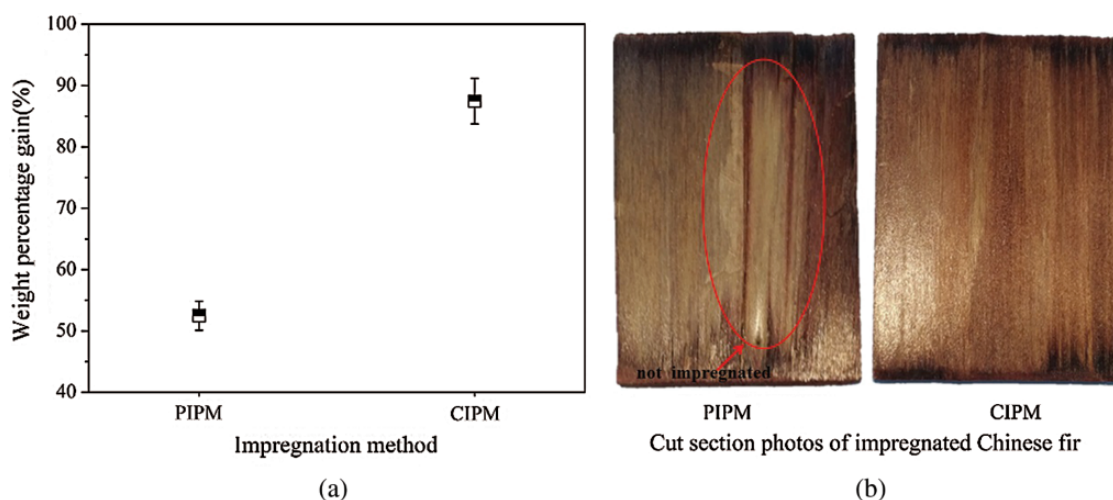 100
90
80
70
60
50
40
Weight percentage gain(%)
PIPM
CIPM
Impregnation method
(a)
not impregnated
PIPM
CIPM
Cut section photos of impregnated Chinese fir
(b)